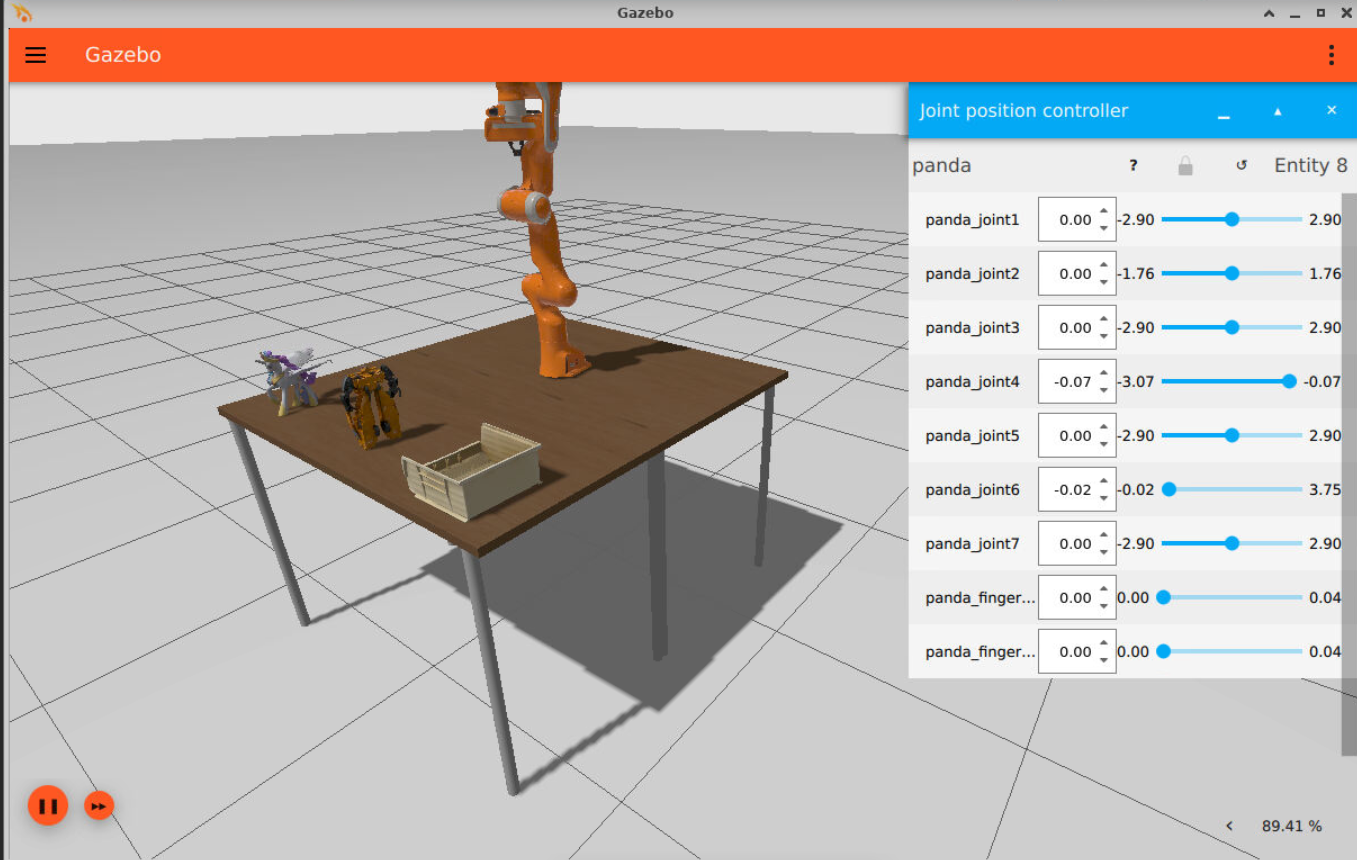 Gazebo
Gazebo
Joint position controller
panda ? Entity 8
panda_joint1 0.00 -2.90 2.90
panda_joint2 0.00 -1.76 1.76
panda_joint3 0.00 -2.90 2.90
panda_joint4 -0.07 -3.07 -0.07
panda_joint5 0.00 -2.90 2.90
panda_joint6 -0.02 -0.02 3.75
panda_joint7 0.00 -2.90 2.90
panda_finger... 0.00 0.00 0.04
panda_finger... 0.00 0.00 0.04
89.41 %